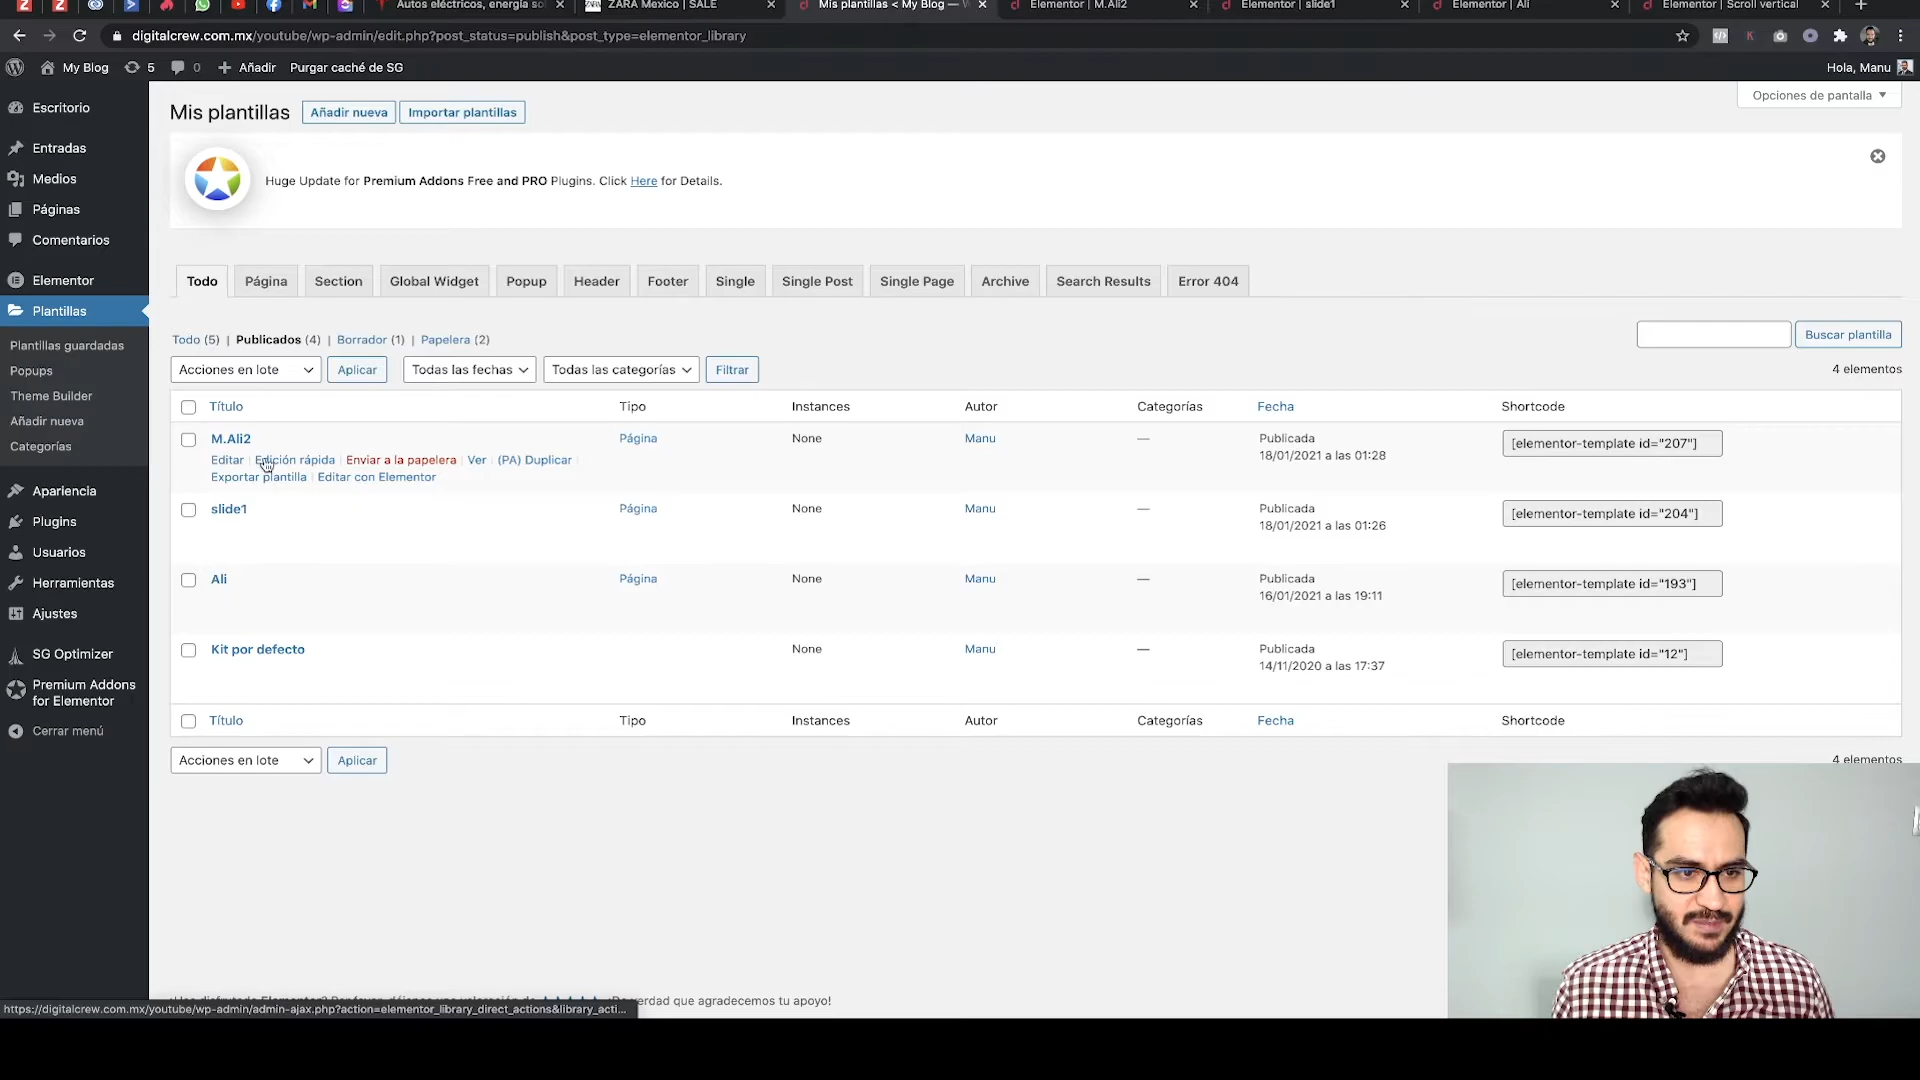 Autos eléctricos, energía so
ZARA Mexico | SALE
Mis plantillas < My Blog —
Elementor | M.Ali2
Elementor | slide1
Elementor | Ali
Elementor | Scroll vertical
digitalcrew.com.mx/youtube/wp-admin/edit.php?post_status=publish&post_type=elementor_library
My Blog
5
0
Añadir
Purgar caché de SG
Hola, Manu
Escritorio
Entradas
Medios
Páginas
Comentarios
Elementor
Plantillas
Plantillas guardadas
Popups
Theme Builder
Añadir nueva
Categorías
Apariencia
Plugins
Usuarios
Herramientas
Ajustes
SG Optimizer
Premium Addons
for Elementor
Cerrar menú
Opciones de pantalla
Mis plantillas
Añadir nueva
Importar plantillas
Huge Update for Premium Addons Free and PRO Plugins. Click Here for Details.
Todo
Página
Section
Global Widget
Popup
Header
Footer
Single
Single Post
Single Page
Archive
Search Results
Error 404
Todo (5) | Publicados (4) | Borrador (1) | Papelera (2)
Buscar plantilla
Acciones en lote
Aplicar
Todas las fechas
Todas las categorías
Filtrar
4 elementos
Título Tipo Instances Autor Categorías Fecha Shortcode
M.Ali2 Página None Manu — Publicada [elementor-template id="207"]
18/01/2021 a las 01:28
Editar | Edición rápida | Enviar a la papelera | Ver | (PA) Duplicar |
Exportar plantilla | Editar con Elementor
slide1 Página None Manu — Publicada [elementor-template id="204"]
18/01/2021 a las 01:26
Ali Página None Manu — Publicada [elementor-template id="193"]
16/01/2021 a las 19:11
Kit por defecto None Manu — Publicada [elementor-template id="12"]
14/11/2020 a las 17:37
Título Tipo Instances Autor Categorías Fecha Shortcode
Acciones en lote
Aplicar
4 elementos
verdad que agradecemos tu apoyo!
https://digitalcrew.com.mx/youtube/wp-admin/admin-ajax.php?action=elementor_library_direct_actions&library_acti...